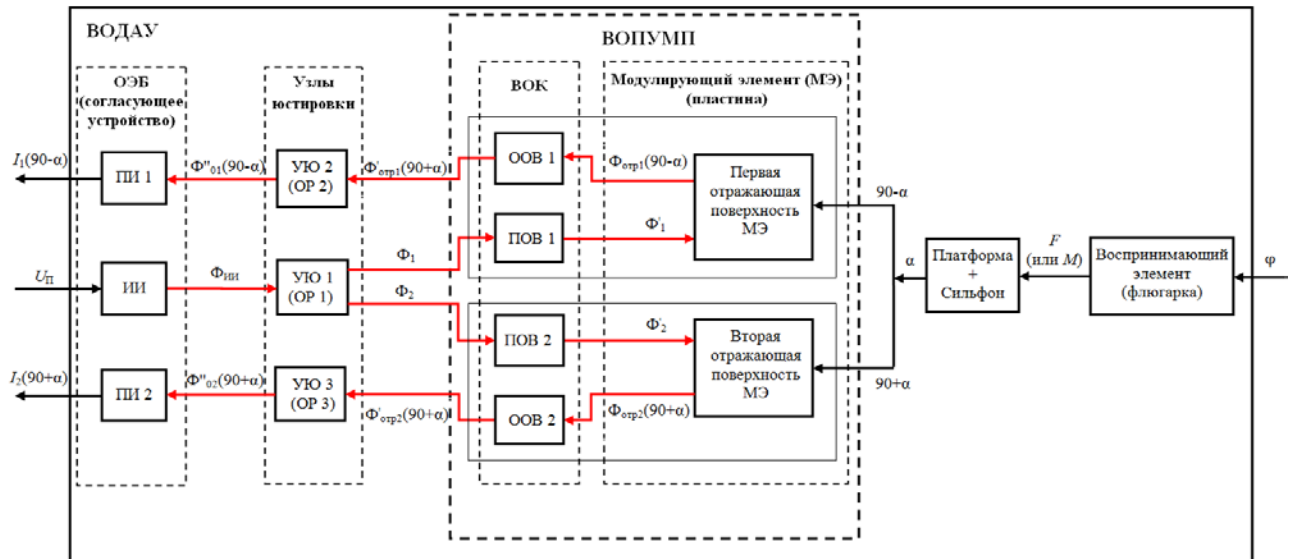 ВОДАУ
ВОПУМП
ОЭБ
(согласующее
устройство)
Узлы
юстировки
ВОК
Модулирующий элемент (МЭ)
(пластина)
I₁(90-α)
ПИ 1
Ф"₀₁(90-α)
УЮ 2
(ОР 2)
Ф'отр1(90+α)
ООВ 1
Фотр1(90-α)
Первая
отражающая
поверхность
МЭ
90-α
ПОВ 1
Ф'₁
Ф₁
UП
ИИ
ФИИ
УЮ 1
(ОР 1)
Ф₂
α
Платформа
+
Сильфон
F
(или M)
Воспринимающий
элемент
(флюгарка)
φ
ПОВ 2
Ф'₂
Вторая
отражающая
поверхность
МЭ
90+α
I₂(90+α)
ПИ 2
Ф"₀₂(90+α)
УЮ 3
(ОР 3)
Ф'отр2(90+α)
ООВ 2
Фотр2(90+α)